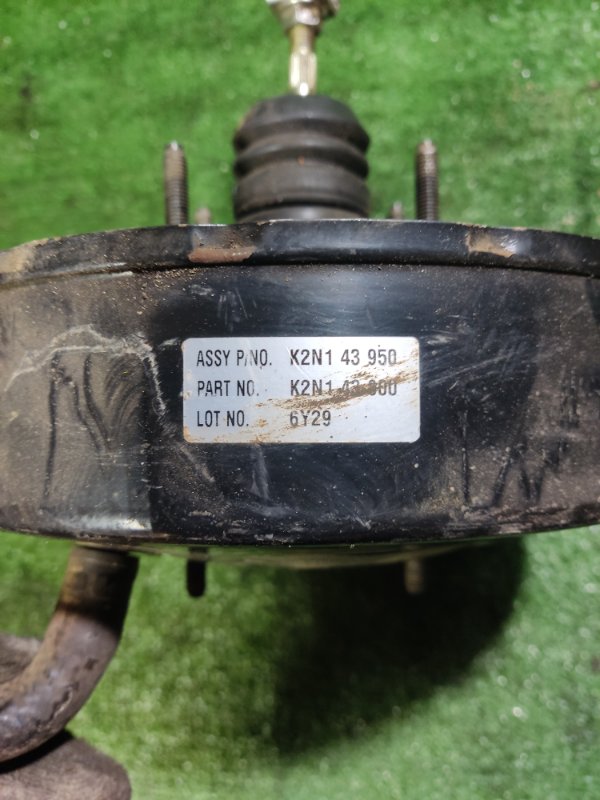 ASSY P/NO. K2N1 43 950
PART NO. K2N1 43 800
LOT NO. 6Y29